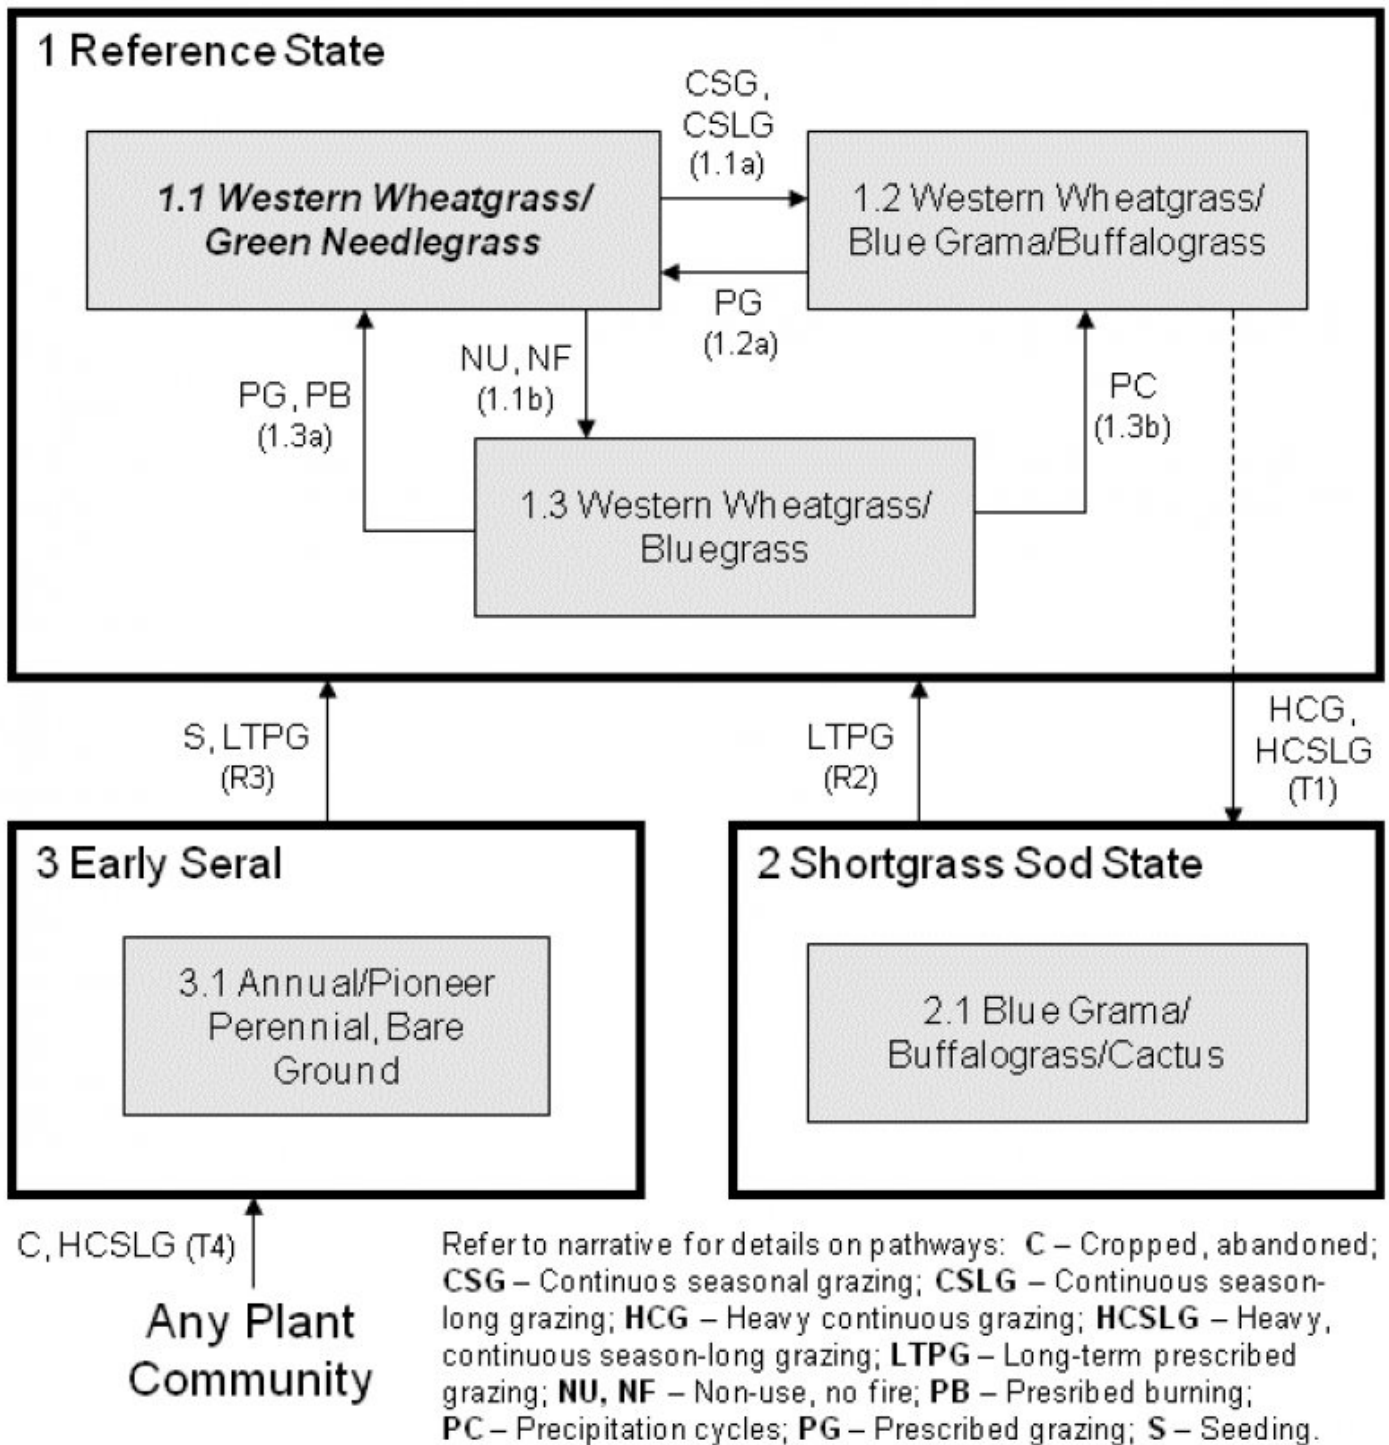 1 Reference State
CSG,
CSLG
(1.1a)
1.1 Western Wheatgrass/
Green Needlegrass
1.2 Western Wheatgrass/
Blue Grama/Buffalograss
PG
(1.2a)
NU, NF
(1.1b)
PG, PB
(1.3a)
PC
(1.3b)
1.3 Western Wheatgrass/
Bluegrass
S, LTPG
(R3)
LTPG
(R2)
HCG,
HCSLG
(T1)
3 Early Seral
3.1 Annual/Pioneer
Perennial, Bare
Ground
2 Shortgrass Sod State
2.1 Blue Grama/
Buffalograss/Cactus
C, HCSLG (T4)
Any Plant
Community
Refer to narrative for details on pathways: C – Cropped, abandoned;
CSG – Continuos seasonal grazing; CSLG – Continuous season-
long grazing; HCG – Heavy continuous grazing; HCSLG – Heavy,
continuous season-long grazing; LTPG – Long-term prescribed
grazing; NU, NF – Non-use, no fire; PB – Presribed burning;
PC – Precipitation cycles; PG – Prescribed grazing; S – Seeding.